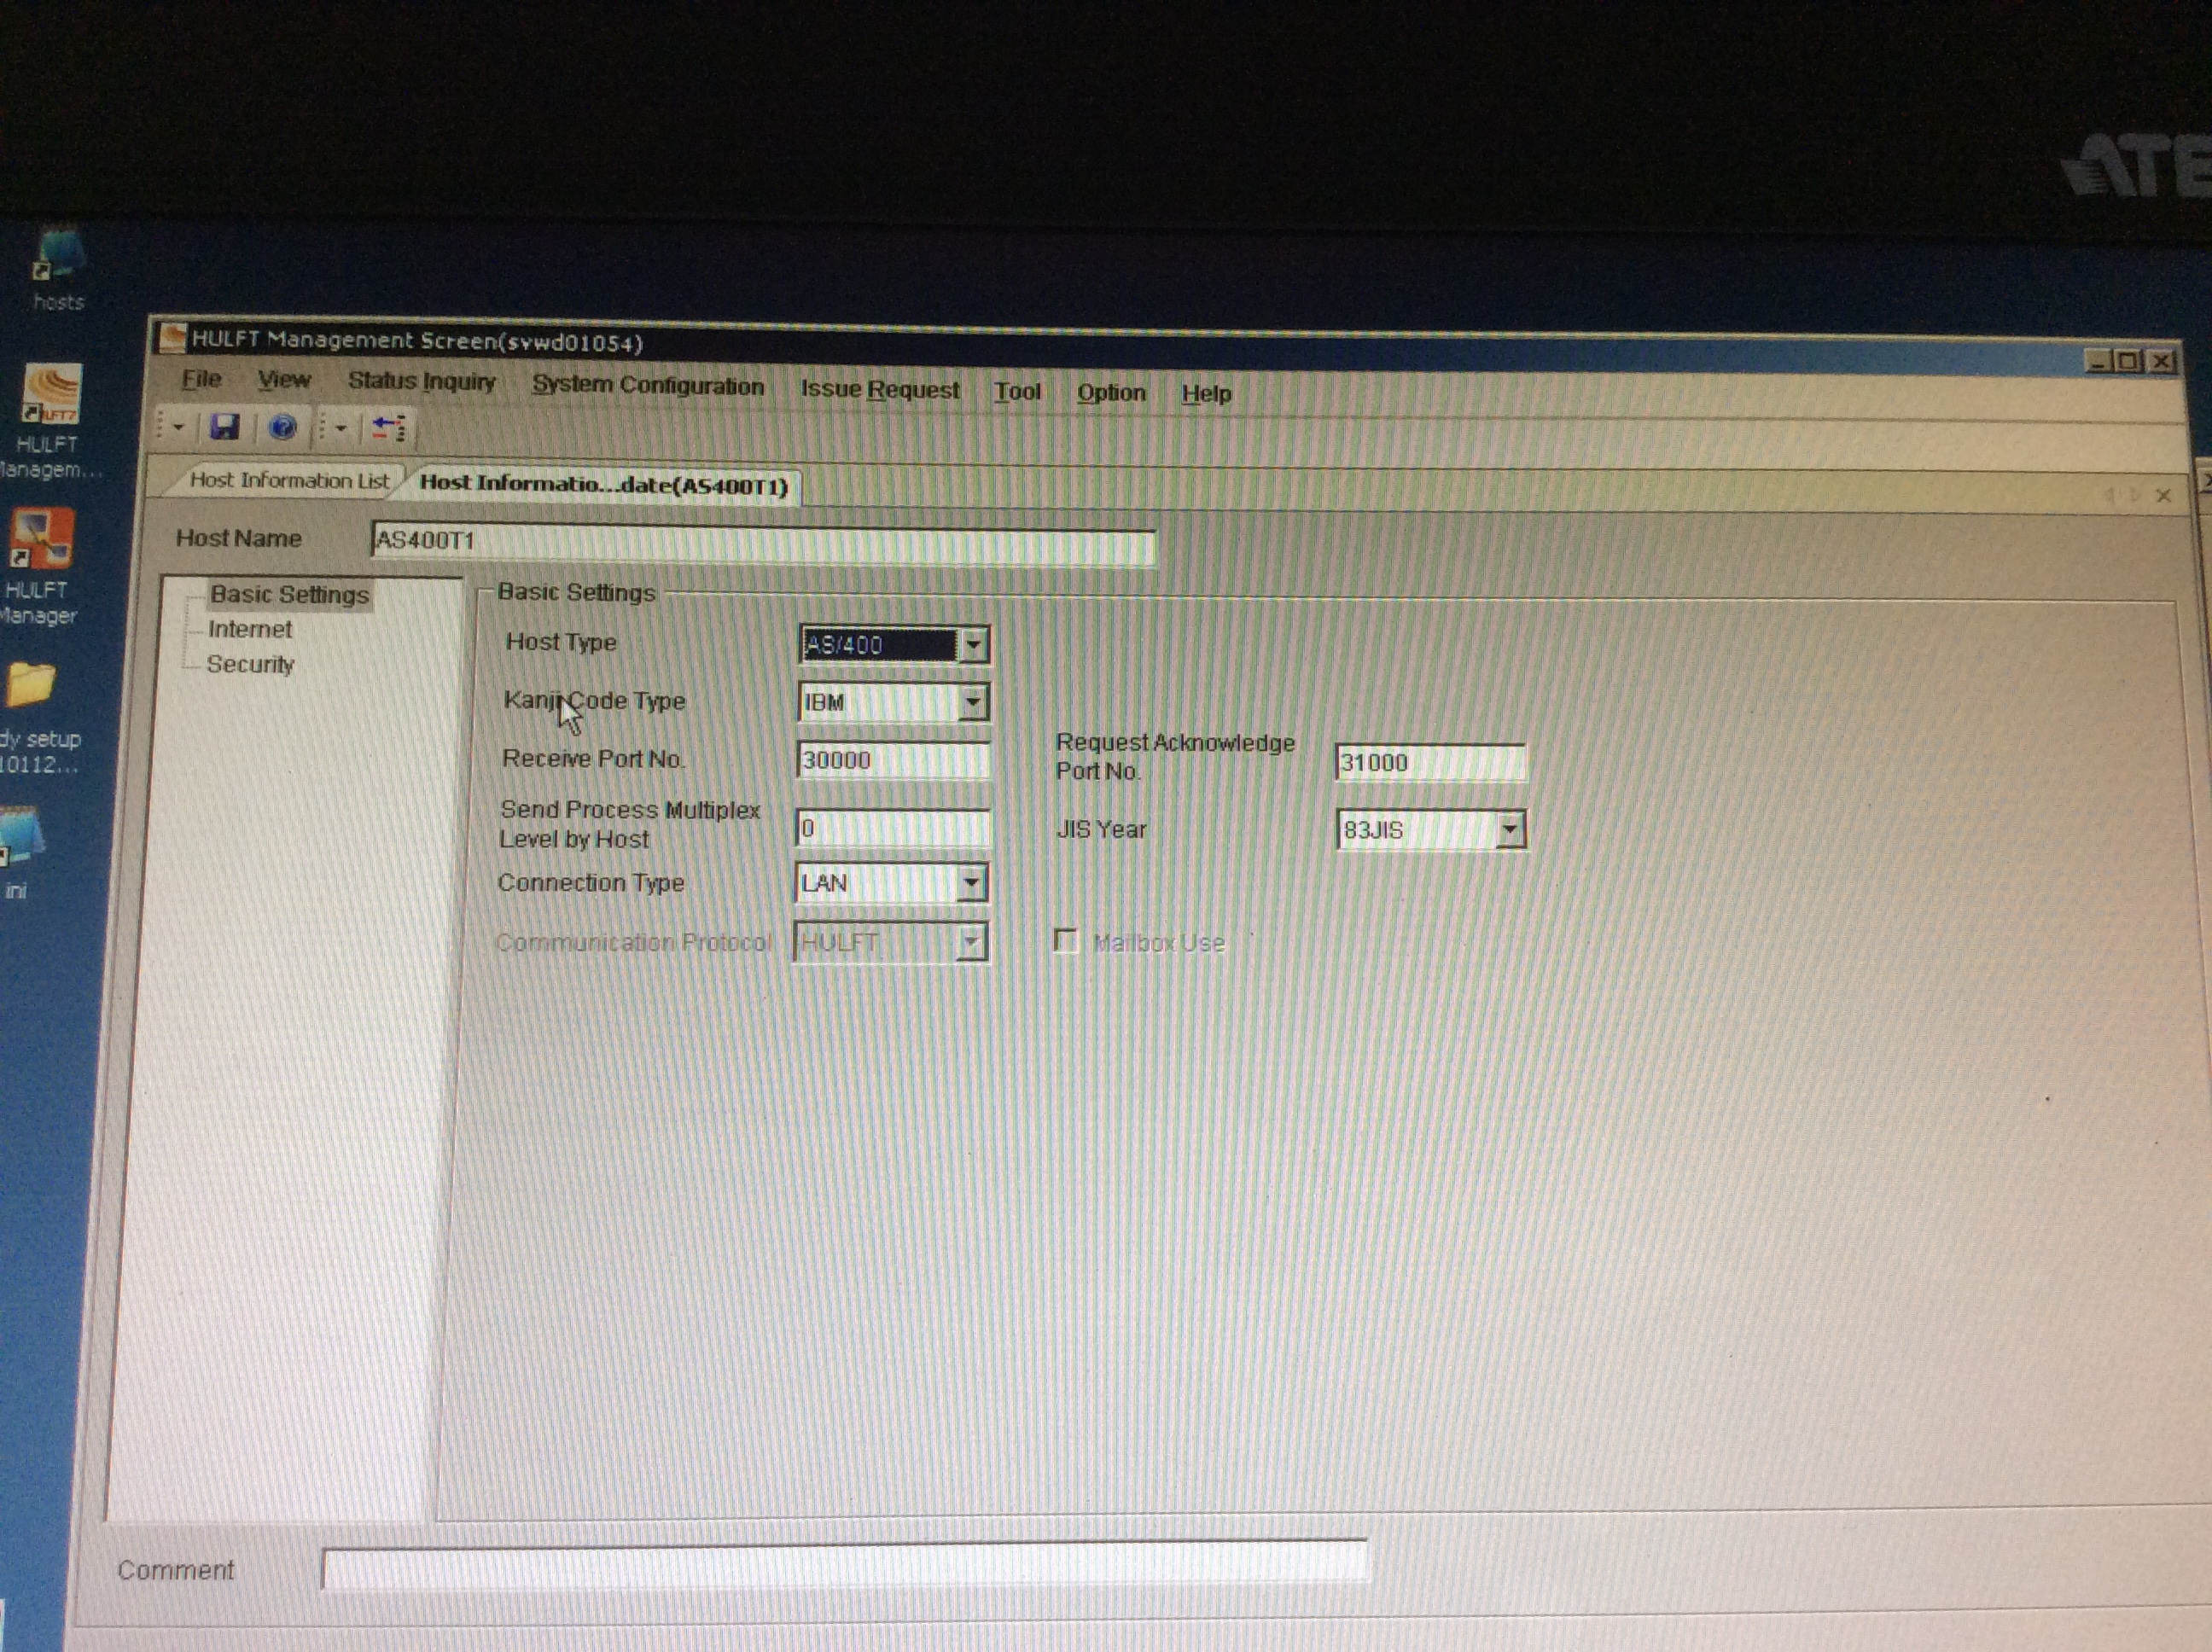 ATE
hosts
HULFT Management Screen(svwd01054)
File View Status Inquiry System Configuration Issue Request Tool Option Help
HULFT
Managem...
Host Information List Host Informatio...date(AS400T1)
Host Name AS400T1
HULFT
Manager
Basic Settings
Internet
Security
Basic Settings
Host Type AS/400
Kanji Code Type IBM
Receive Port No. 30000
Request Acknowledge
Port No. 31000
Send Process Multiplex
Level by Host 0
JIS Year 83JIS
Connection Type LAN
Communication Protocol HULFT
Mailbox Use
dy setup
10112...
ini
Comment